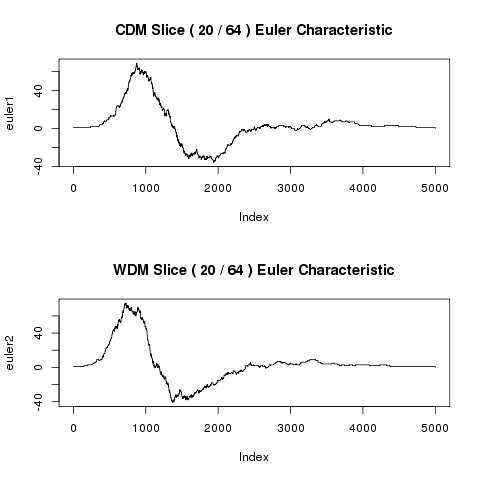 CDM Slice ( 20 / 64 ) Euler Characteristic
euler1
-40 0 40
0 1000 2000 3000 4000 5000
Index
WDM Slice ( 20 / 64 ) Euler Characteristic
euler2
-40 0 40
0 1000 2000 3000 4000 5000
Index